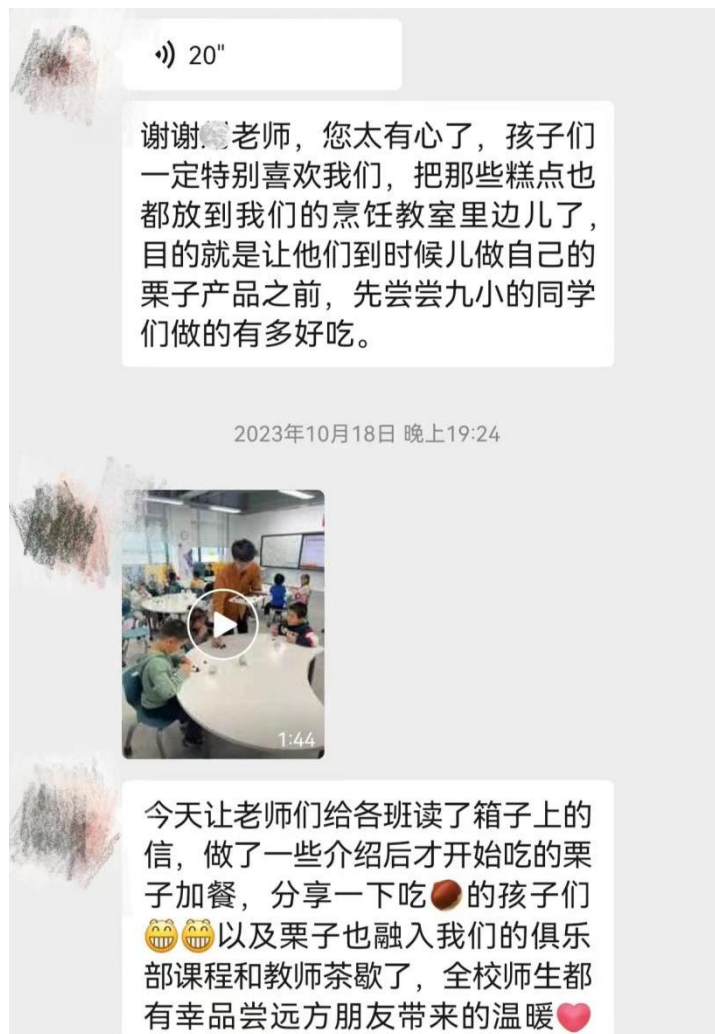 20"
谢谢老师，您太有心了，孩子们
一定特别喜欢我们，把那些糕点也
都放到我们的烹饪教室里边儿了，
目的就是让他们到时候儿做自己的
栗子产品之前，先尝尝九小的同学
们做的有多好吃。
2023年10月18日 晚上19:24
1:44
今天让老师们给各班读了箱子上的
信，做了一些介绍后才开始吃的栗
子加餐，分享一下吃🌰的孩子们
😁😁以及栗子也融入我们的俱乐
部课程和教师茶歇了，全校师生都
有幸品尝远方朋友带来的温暖💗